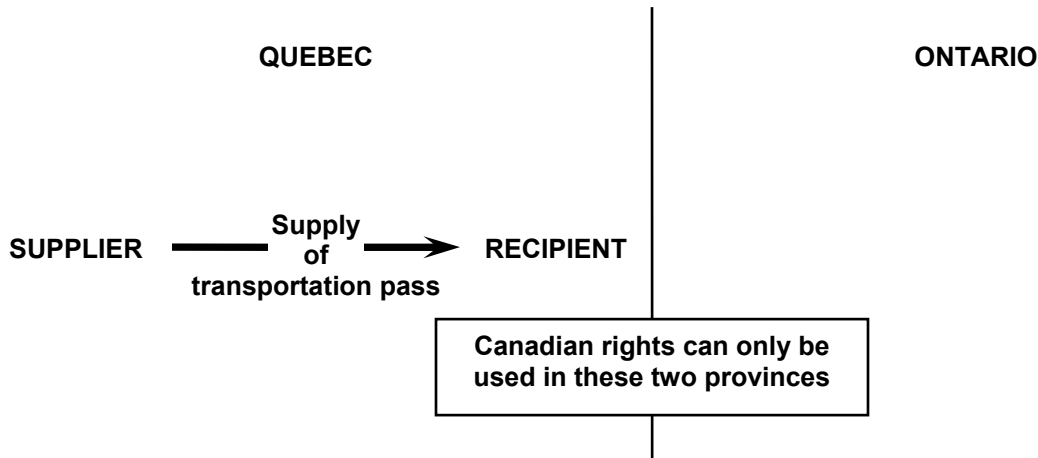 QUEBEC
ONTARIO
SUPPLIER
Supply
of
transportation pass
RECIPIENT
Canadian rights can only be
used in these two provinces